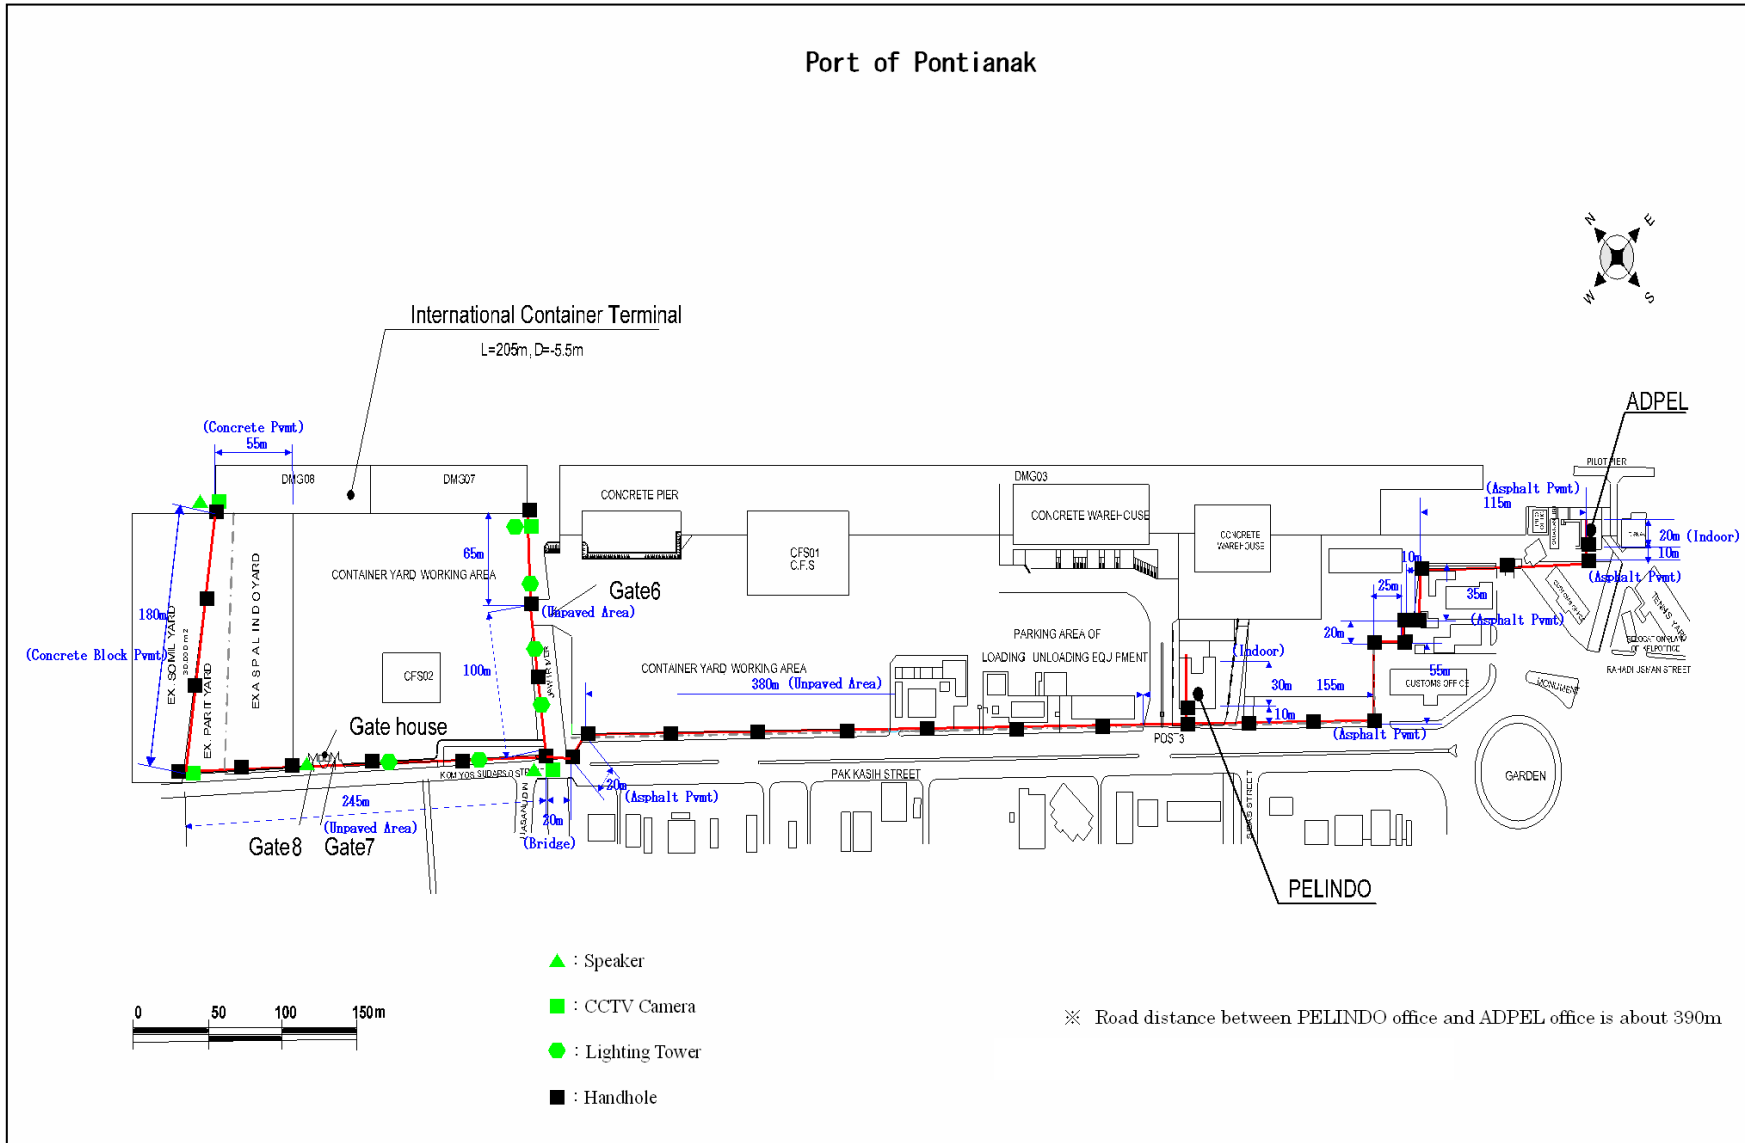 Port of Pontianak
N
E
W
S
International Container Terminal
L=205m, D=-5.5m
ADPEL
(Concrete Pvmt)
55m
DMG08
DMG07
DMG03
PILOT PIER
CONCRETE PIER
(Asphalt Pvmt)
115m
CONCRETE WAREHOUSE
CONCRETE
WAREHOUSE
20m (Indoor)
10m
(Asphalt Pvmt)
65m
CFS01
C.F.S
CONTAINER YARD WORKING AREA
Gate6
(Unpaved Area)
10m
25m
35m
(Asphalt Pvmt)
20m
180m
(Concrete Block Pvmt)
EX. SOMIL YARD
EX. PARIT YARD
EX ASPAL INDOYARD
PARKING AREA OF
LOADING UNLOADING EQUIPMENT
(Indoor)
TENNIS YARD
RAHADI USMAN STREET
CFS02
100m
CONTAINER YARD WORKING AREA
380m (Unpaved Area)
30m
155m
55m
CUSTOMS OFFICE
MONUMENT
10m
Gate house
POST3
(Asphalt Pvmt)
PAK KASIH STREET
GARDEN
20m
(Asphalt Pvmt)
245m
(Unpaved Area)
20m
(Bridge)
Gate8
Gate7
PELINDO
: Speaker
: CCTV Camera
: Lighting Tower
: Handhole
0 50 100 150m
※ Road distance between PELINDO office and ADPEL office is about 390m